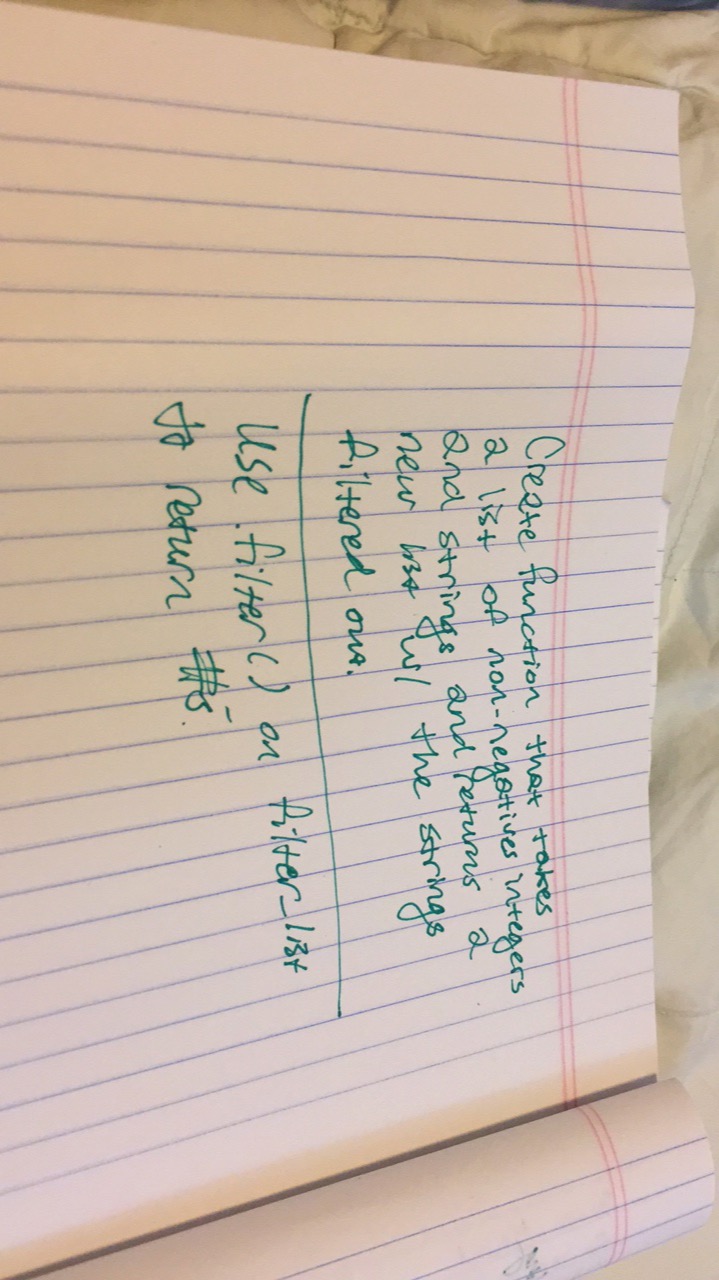 Create function that takes
a list of non-negatives integers
and strings and returns a
new list w/ the strings
filtered out.
Use .filter() on filter_list
to return #s.